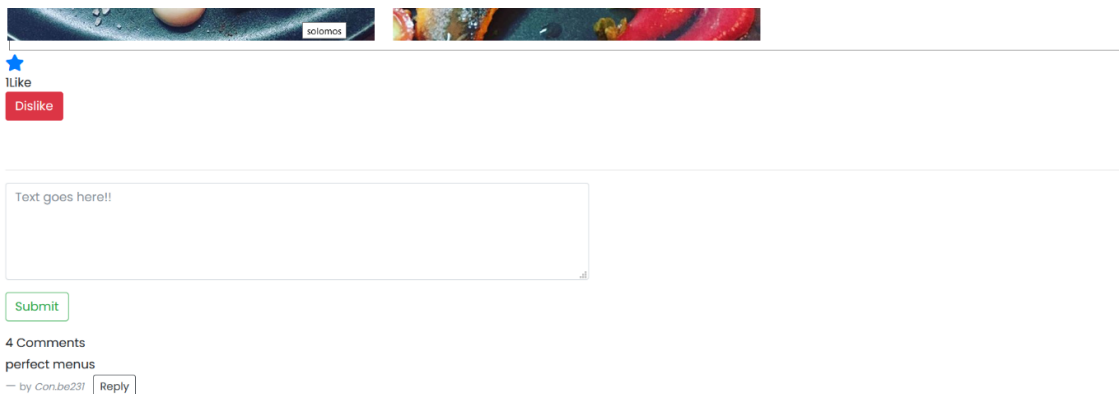 solomos
1Like
Dislike
Text goes here!!
Submit
4 Comments
perfect menus
— by Con.be231 Reply